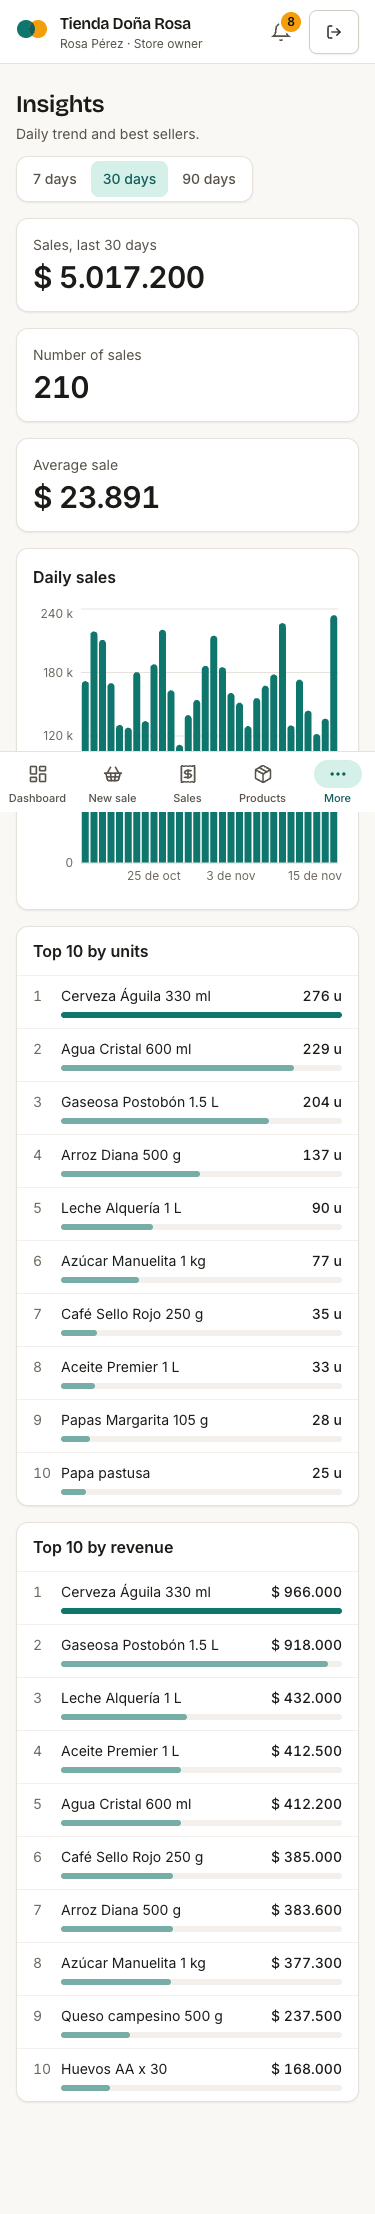 Tienda Doña Rosa
Rosa Pérez · Store owner
8
Insights
Daily trend and best sellers.
7 days 30 days 90 days
Sales, last 30 days
$ 5.017.200
Number of sales
210
Average sale
$ 23.891
Daily sales
240 k
180 k
120 k
Dashboard New sale Sales Products More
0
25 de oct 3 de nov 15 de nov
Top 10 by units
1 Cerveza Águila 330 ml 276 u
2 Agua Cristal 600 ml 229 u
3 Gaseosa Postobón 1.5 L 204 u
4 Arroz Diana 500 g 137 u
5 Leche Alquería 1 L 90 u
6 Azúcar Manuelita 1 kg 77 u
7 Café Sello Rojo 250 g 35 u
8 Aceite Premier 1 L 33 u
9 Papas Margarita 105 g 28 u
10 Papa pastusa 25 u
Top 10 by revenue
1 Cerveza Águila 330 ml $ 966.000
2 Gaseosa Postobón 1.5 L $ 918.000
3 Leche Alquería 1 L $ 432.000
4 Aceite Premier 1 L $ 412.500
5 Agua Cristal 600 ml $ 412.200
6 Café Sello Rojo 250 g $ 385.000
7 Arroz Diana 500 g $ 383.600
8 Azúcar Manuelita 1 kg $ 377.300
9 Queso campesino 500 g $ 237.500
10 Huevos AA x 30 $ 168.000